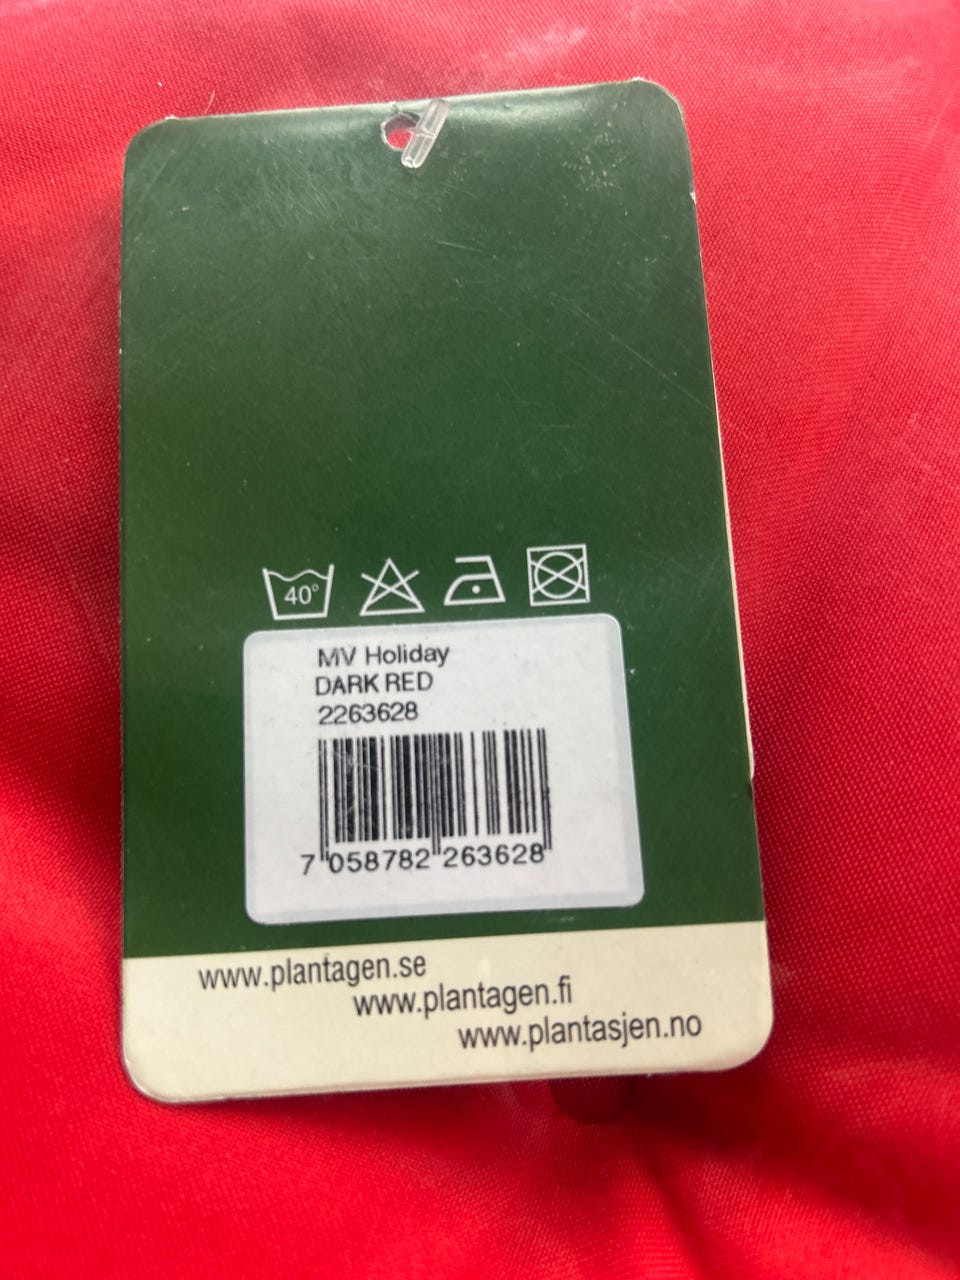 40°
MV Holiday
DARK RED
2263628
7 058782 263628
www.plantagen.se
www.plantagen.fi
www.plantasjen.no